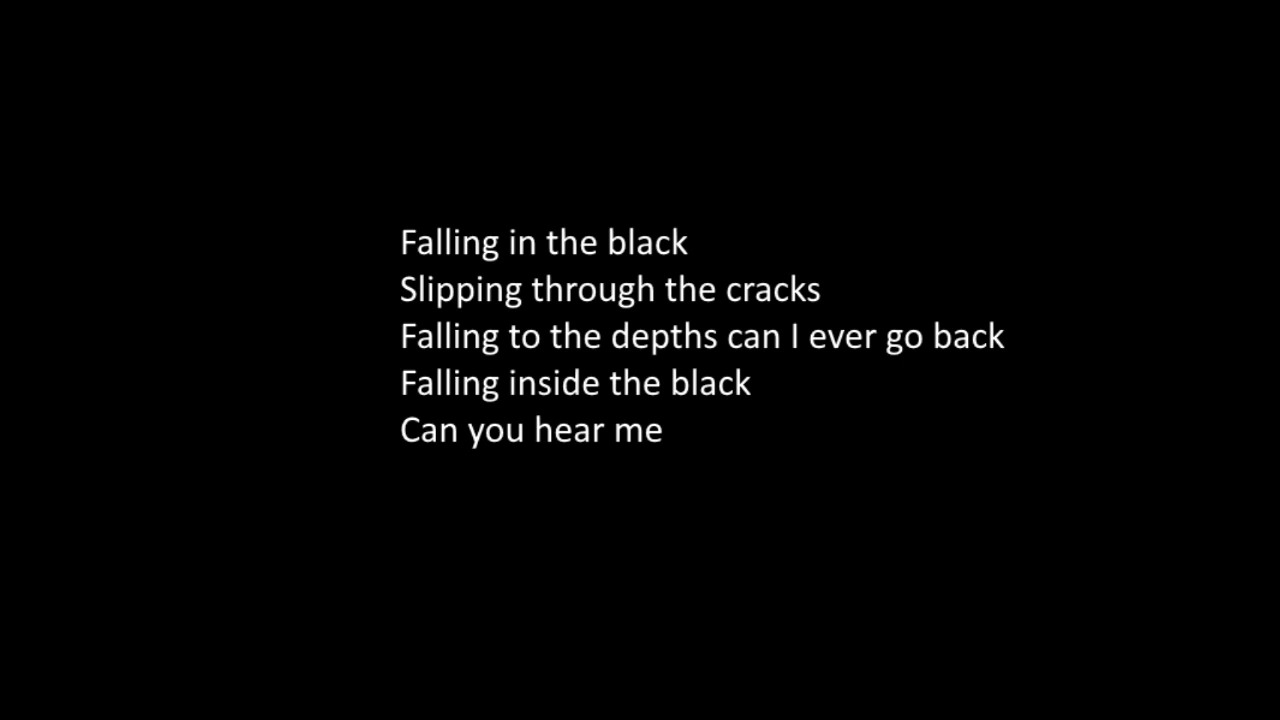 Falling in the black
Slipping through the cracks
Falling to the depths can I ever go back
Falling inside the black
Can you hear me